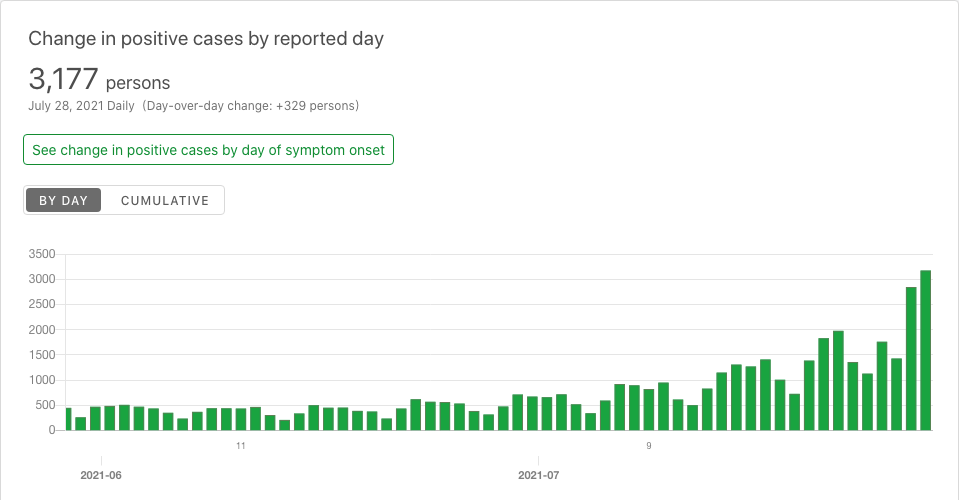 Change in positive cases by reported day
3,177 persons
July 28, 2021 Daily (Day-over-day change: +329 persons)
See change in positive cases by day of symptom onset
BY DAY CUMULATIVE
3500
3000
2500
2000
1500
1000
500
0
11 9
2021-06 2021-07